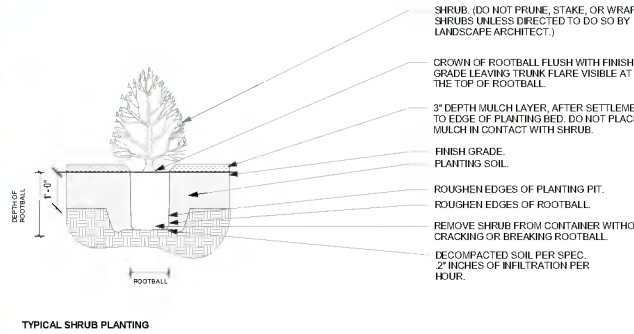 SHRUB. (DO NOT PRUNE, STAKE, OR WRAP
SHRUBS UNLESS DIRECTED TO DO SO BY
LANDSCAPE ARCHITECT.)
CROWN OF ROOTBALL FLUSH WITH FINISH
GRADE LEAVING TRUNK FLARE VISIBLE AT
THE TOP OF ROOTBALL.
3" DEPTH MULCH LAYER, AFTER SETTLEME
TO EDGE OF PLANTING BED. DO NOT PLAC
MULCH IN CONTACT WITH SHRUB.
FINISH GRADE.
PLANTING SOIL.
ROUGHEN EDGES OF PLANTING PIT.
ROUGHEN EDGES OF ROOTBALL.
REMOVE SHRUB FROM CONTAINER WITHO
CRACKING OR BREAKING ROOTBALL.
DECOMPACTED SOIL PER SPEC.
.2" INCHES OF INFILTRATION PER
HOUR.
DEPTH OF
ROOTBALL
1'-0"
ROOTBALL
TYPICAL SHRUB PLANTING